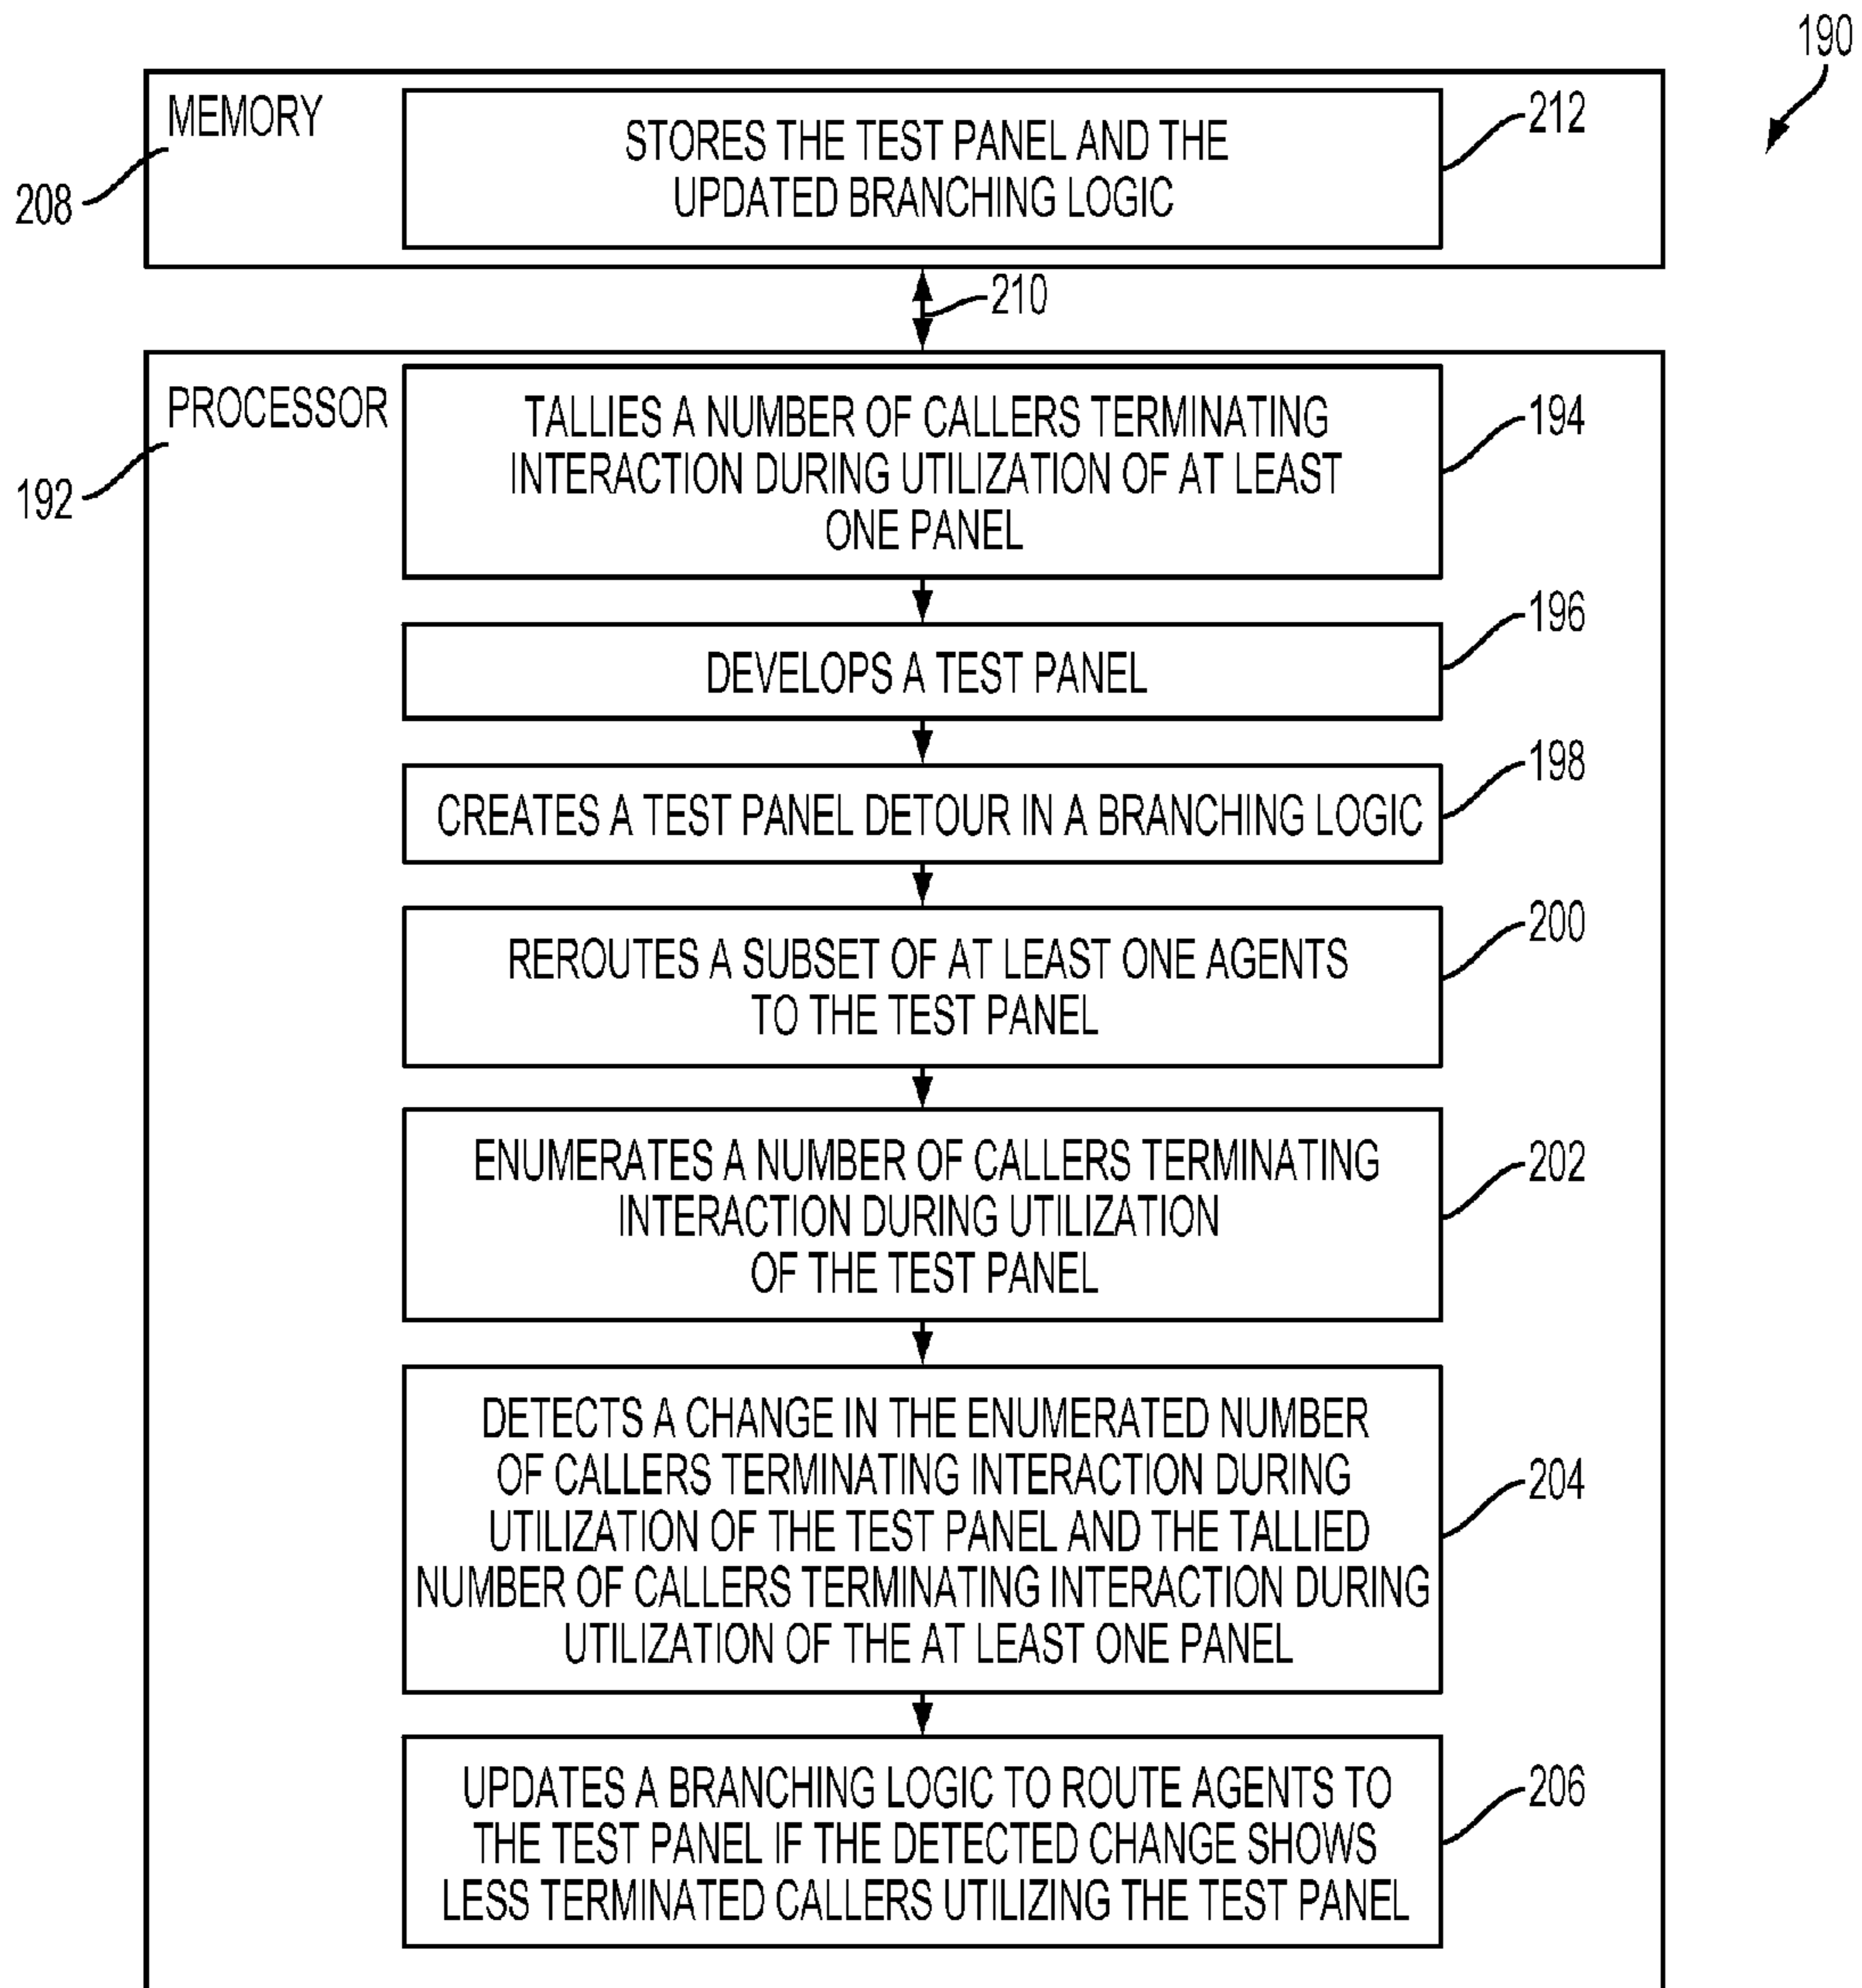 190
MEMORY
208
STORES THE TEST PANEL AND THE
UPDATED BRANCHING LOGIC
212
210
PROCESSOR
192
TALLIES A NUMBER OF CALLERS TERMINATING
INTERACTION DURING UTILIZATION OF AT LEAST
ONE PANEL
194
DEVELOPS A TEST PANEL
196
CREATES A TEST PANEL DETOUR IN A BRANCHING LOGIC
198
REROUTES A SUBSET OF AT LEAST ONE AGENTS
TO THE TEST PANEL
200
ENUMERATES A NUMBER OF CALLERS TERMINATING
INTERACTION DURING UTILIZATION
OF THE TEST PANEL
202
DETECTS A CHANGE IN THE ENUMERATED NUMBER
OF CALLERS TERMINATING INTERACTION DURING
UTILIZATION OF THE TEST PANEL AND THE TALLIED
NUMBER OF CALLERS TERMINATING INTERACTION DURING
UTILIZATION OF THE AT LEAST ONE PANEL
204
UPDATES A BRANCHING LOGIC TO ROUTE AGENTS TO
THE TEST PANEL IF THE DETECTED CHANGE SHOWS
LESS TERMINATED CALLERS UTILIZING THE TEST PANEL
206